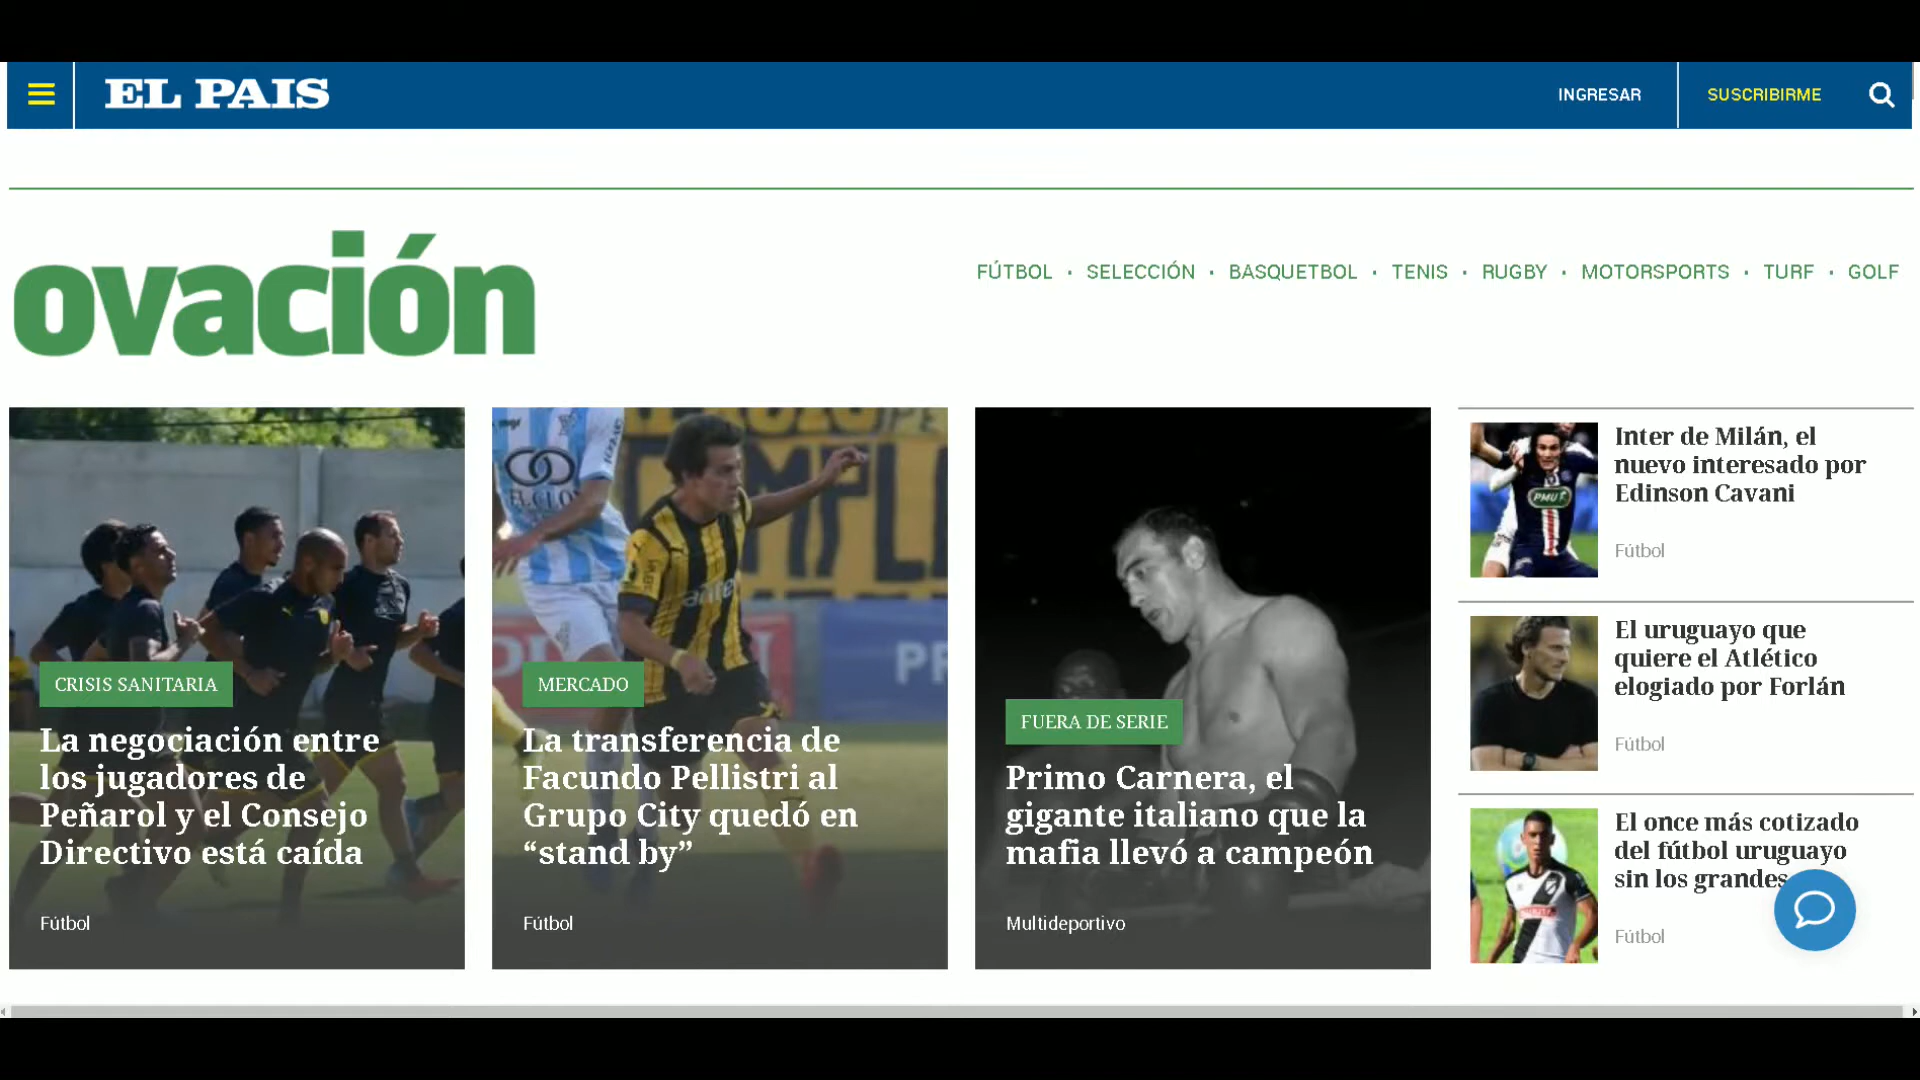 EL PAIS
INGRESAR
SUSCRIBIRME
ovación
FÚTBOL · SELECCIÓN · BASQUETBOL · TENIS · RUGBY · MOTORSPORTS · TURF · GOLF
CRISIS SANITARIA
La negociación entre
los jugadores de
Peñarol y el Consejo
Directivo está caída
Fútbol
MERCADO
La transferencia de
Facundo Pellistri al
Grupo City quedó en
“stand by”
Fútbol
FUERA DE SERIE
Primo Carnera, el
gigante italiano que la
mafia llevó a campeón
Multideportivo
PMU
Inter de Milán, el
nuevo interesado por
Edinson Cavani
Fútbol
El uruguayo que
quiere el Atlético
elogiado por Forlán
Fútbol
El once más cotizado
del fútbol uruguayo
sin los grandes
Fútbol